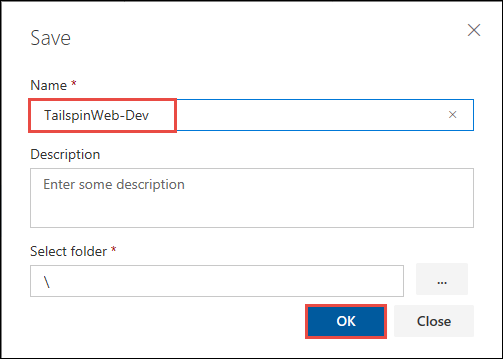 Save
Name *
TailspinWeb-Dev
Description
Enter some description
Select folder *
\
...
OK Close